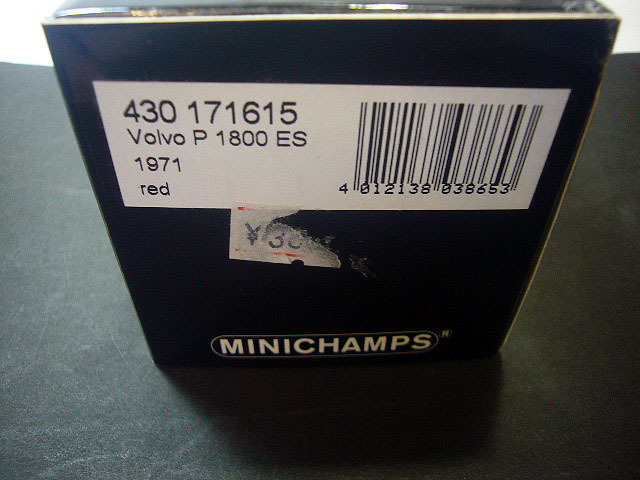 430 171615
Volvo P 1800 ES
1971
red
4 012138 038653
MINICHAMPS®